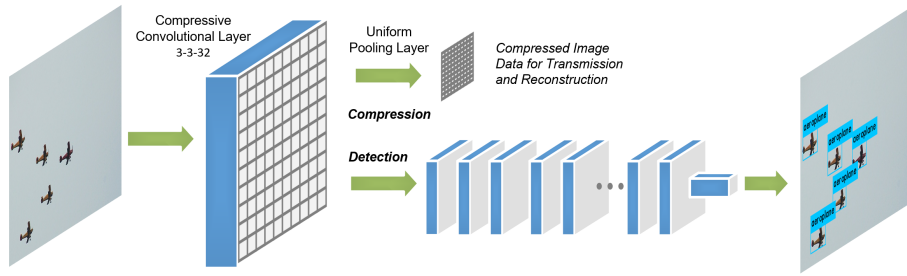 Compressive
Convolutional Layer
3-3-32
Uniform
Pooling Layer
Compressed Image
Data for Transmission
and Reconstruction
Compression
Detection
aeroplane
aeroplane
aeroplane
aeroplane
aeroplane